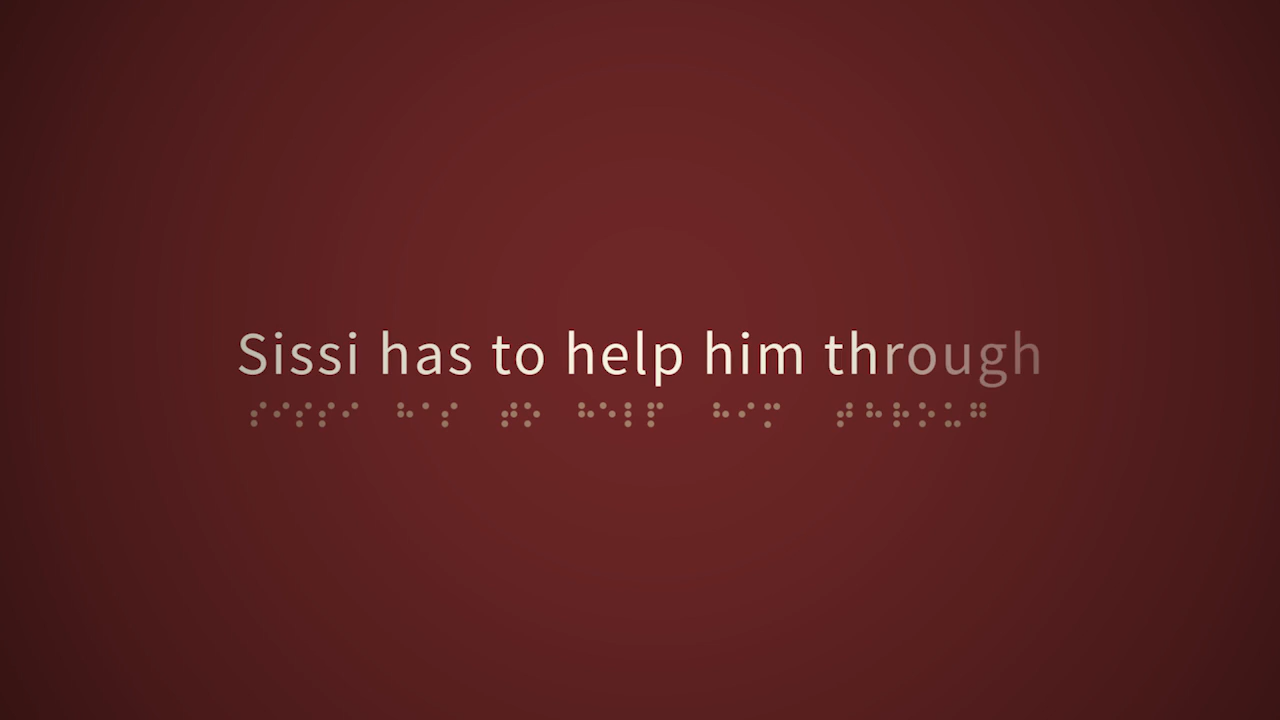 Sissi has to help him through
⠎⠊⠎⠎⠊ ⠓⠁⠎ ⠞⠕ ⠓⠑⠇⠏ ⠓⠊⠍ ⠞⠓⠗⠕⠥⠛